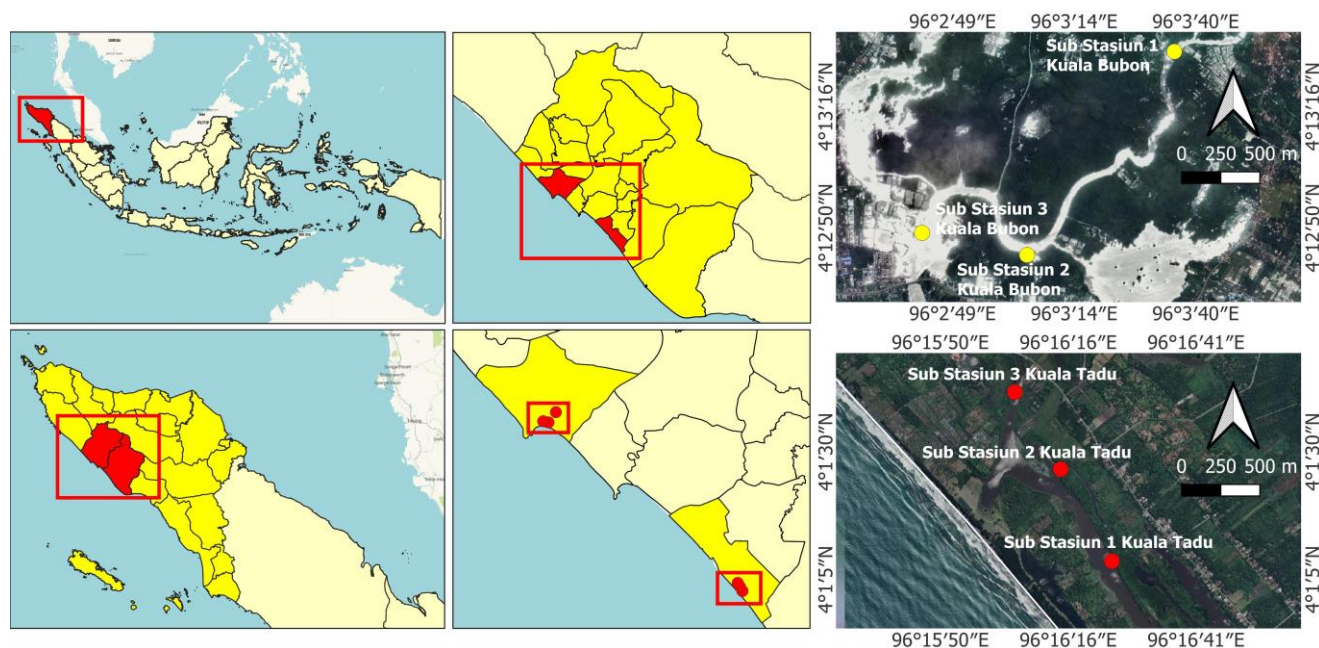 96°2'49"E 96°3'14"E 96°3'40"E
Sub Stasiun 1
Kuala Bubon
4°13'16"N
4°13'16"N
0 250 500 m
Sub Stasiun 3
Kuala Bubon
4°12'50"N
4°12'50"N
Sub Stasiun 2
Kuala Bubon
96°2'49"E 96°3'14"E 96°3'40"E
96°15'50"E 96°16'16"E 96°16'41"E
Sub Stasiun 3 Kuala Tadu
4°1'30"N
4°1'30"N
Sub Stasiun 2 Kuala Tadu
0 250 500 m
Sub Stasiun 1 Kuala Tadu
4°1'5"N
4°1'5"N
96°15'50"E 96°16'16"E 96°16'41"E